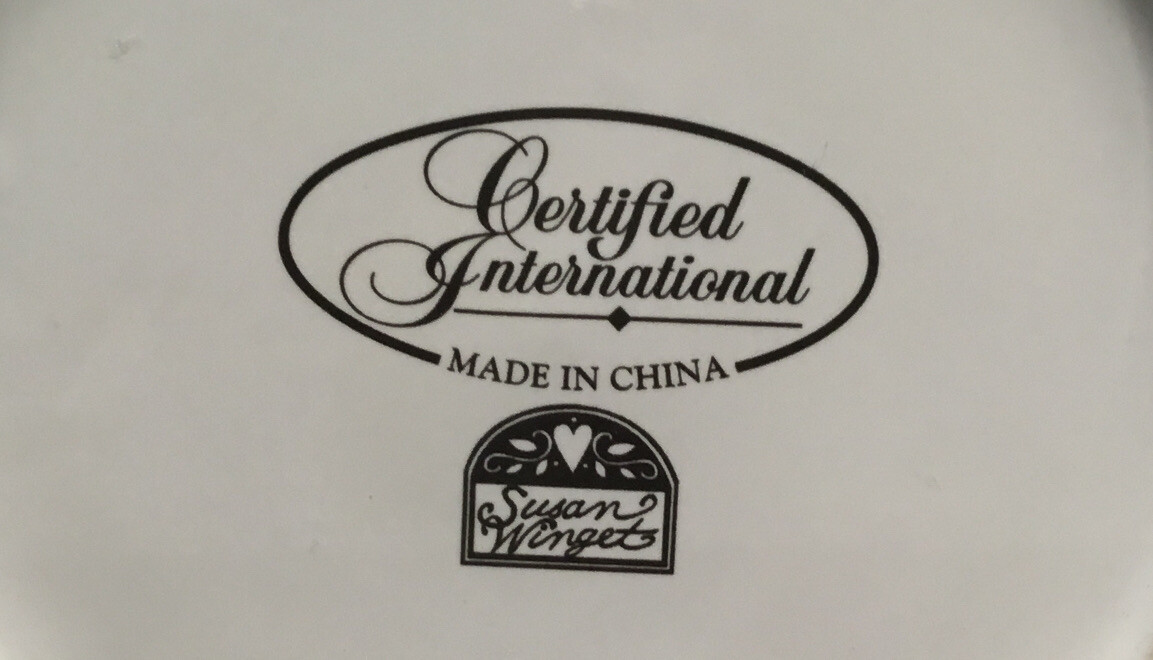 Certified
International
MADE IN CHINA
Susan
Winget